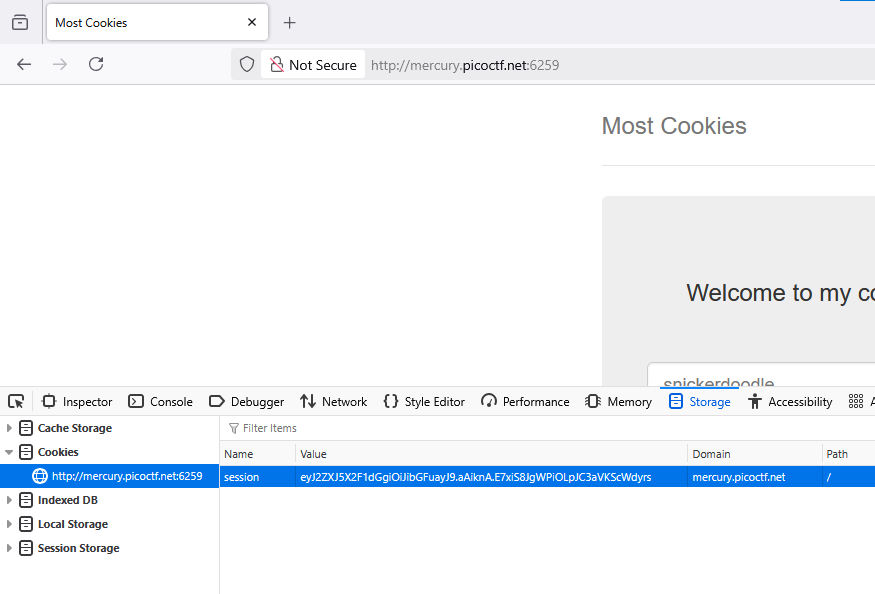 Most Cookies
Not Secure http://mercury.picoctf.net:6259
Most Cookies
Welcome to my co
snickerdoodle
Inspector Console Debugger Network Style Editor Performance Memory Storage Accessibility A
Cache Storage
Filter Items
Cookies
Name Value Domain Path
http://mercury.picoctf.net:6259
session eyJ2ZXJ5X2F1dGgiOiJibGFuayJ9.aAiknA.E7xiS8JgWPiOLpJC3aVKScWdyrs mercury.picoctf.net /
Indexed DB
Local Storage
Session Storage